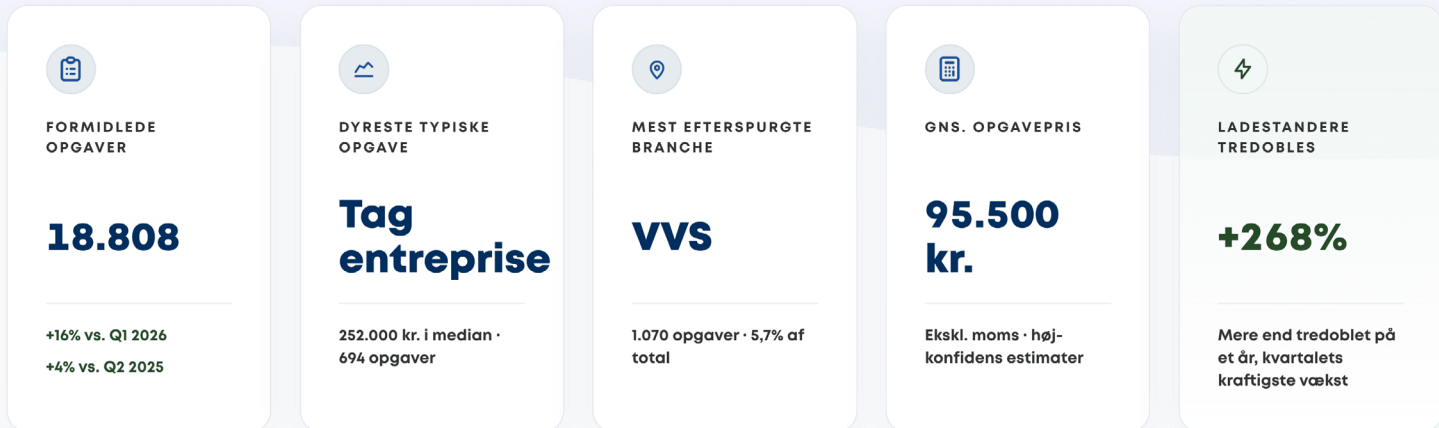 FORMIDLEDE
OPGAVER
18.808
+16% vs. Q1 2026
+4% vs. Q2 2025
DYRESTE TYPISKE
OPGAVE
Tag
entreprise
252.000 kr. i median ·
694 opgaver
MEST EFTERSPURGTE
BRANCHE
VVS
1.070 opgaver · 5,7% af
total
GNS. OPGAVEPRIS
95.500
kr.
Ekskl. moms · høj-
konfidens estimater
LADESTANDERE
TREDOBLES
+268%
Mere end tredoblet på
et år, kvartalets
kraftigste vækst